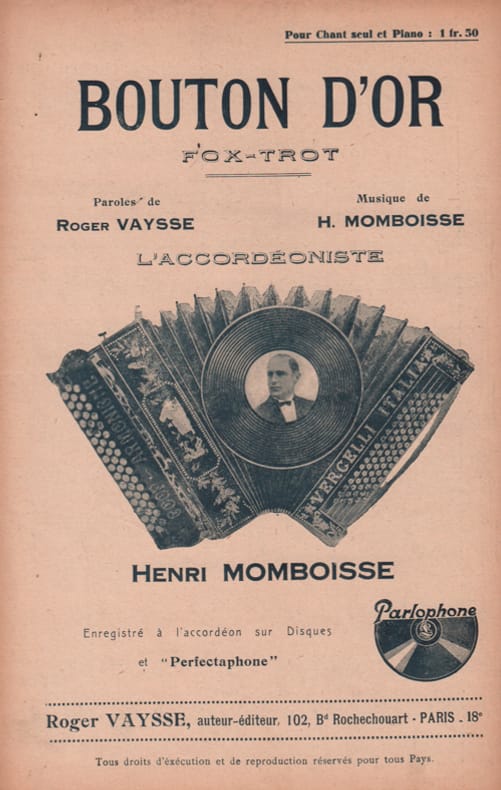 Pour Chant seul et Piano : 1 fr. 50
BOUTON D'OR
FOX-TROT
Paroles de
ROGER VAYSSE
Musique de
H. MOMBOISSE
L'ACCORDÉONISTE
VERCELLI ITALIA
HENRI MOMBOISSE
Parlophone
Enregistré à l'accordéon sur Disques
et "Perfectaphone"
Roger VAYSSE, auteur-éditeur, 102, Bd Rochechouart - PARIS - 18e
Tous droits d'éxécution et de reproduction réservés pour tous Pays.